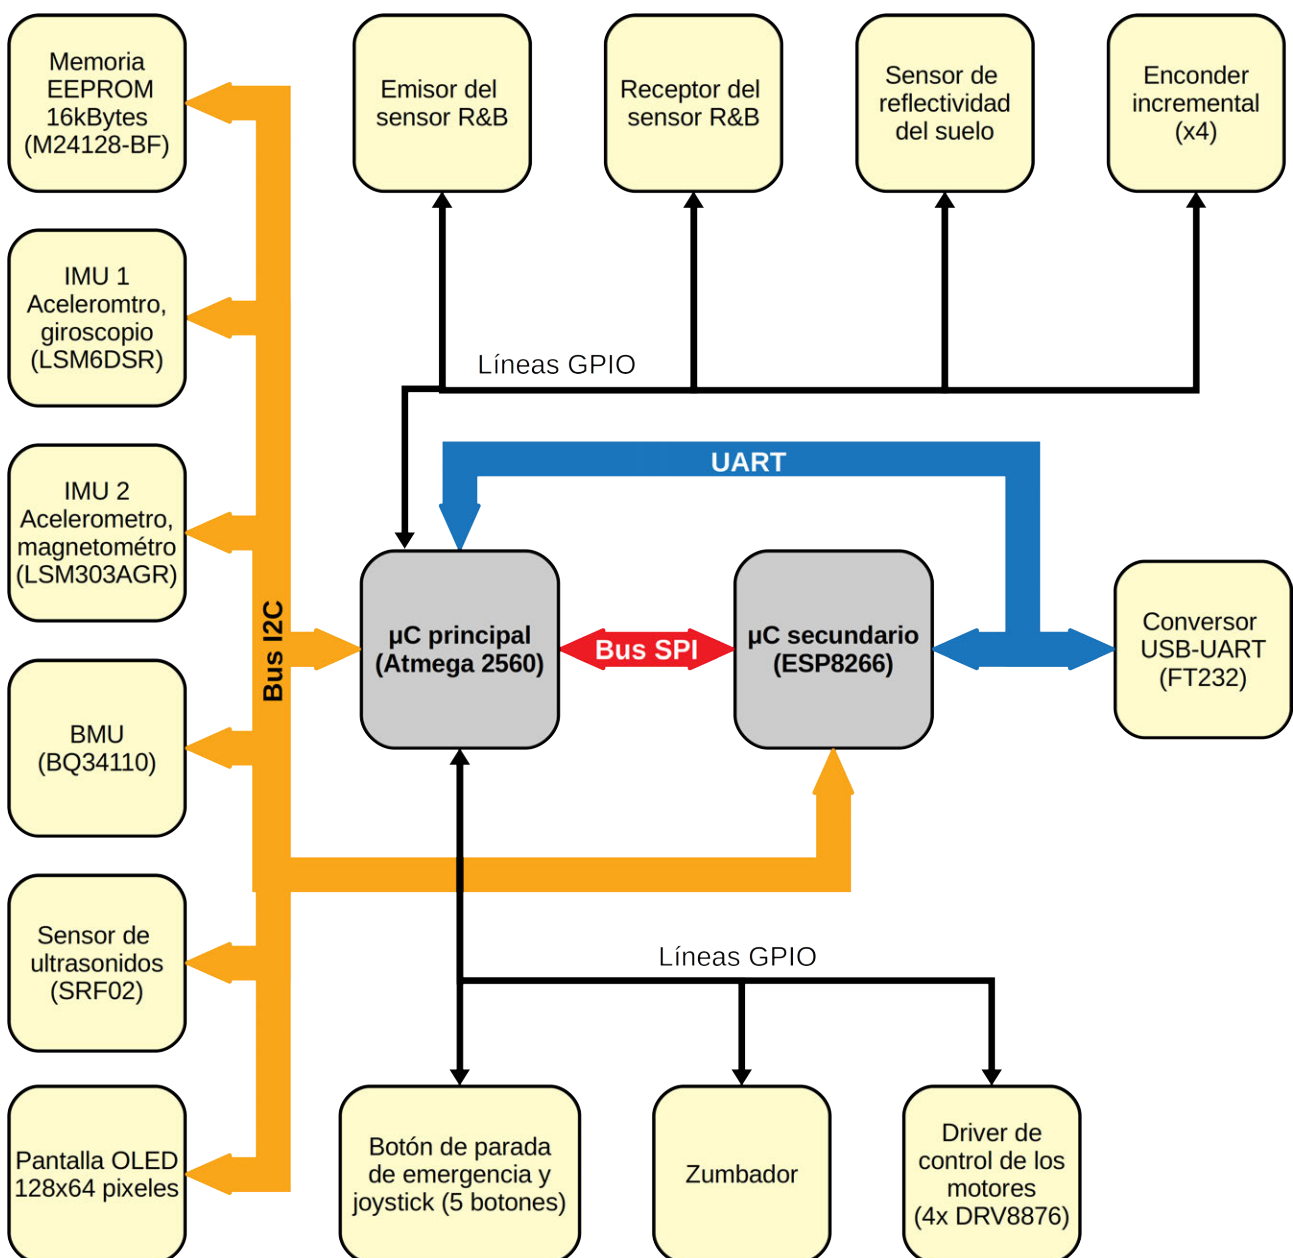 Memoria
EEPROM
16kBytes
(M24128-BF)
Emisor del
sensor R&B
Receptor del
sensor R&B
Sensor de
reflectividad
del suelo
Enconder
incremental
(x4)
IMU 1
Aceleromtro,
giroscopio
(LSM6DSR)
Líneas GPIO
UART
IMU 2
Acelerometro,
magnetométro
(LSM303AGR)
Bus I2C
µC principal
(Atmega 2560)
Bus SPI
µC secundario
(ESP8266)
Conversor
USB-UART
(FT232)
BMU
(BQ34110)
Sensor de
ultrasonidos
(SRF02)
Líneas GPIO
Pantalla OLED
128x64 pixeles
Botón de parada
de emergencia y
joystick (5 botones)
Zumbador
Driver de
control de los
motores
(4x DRV8876)